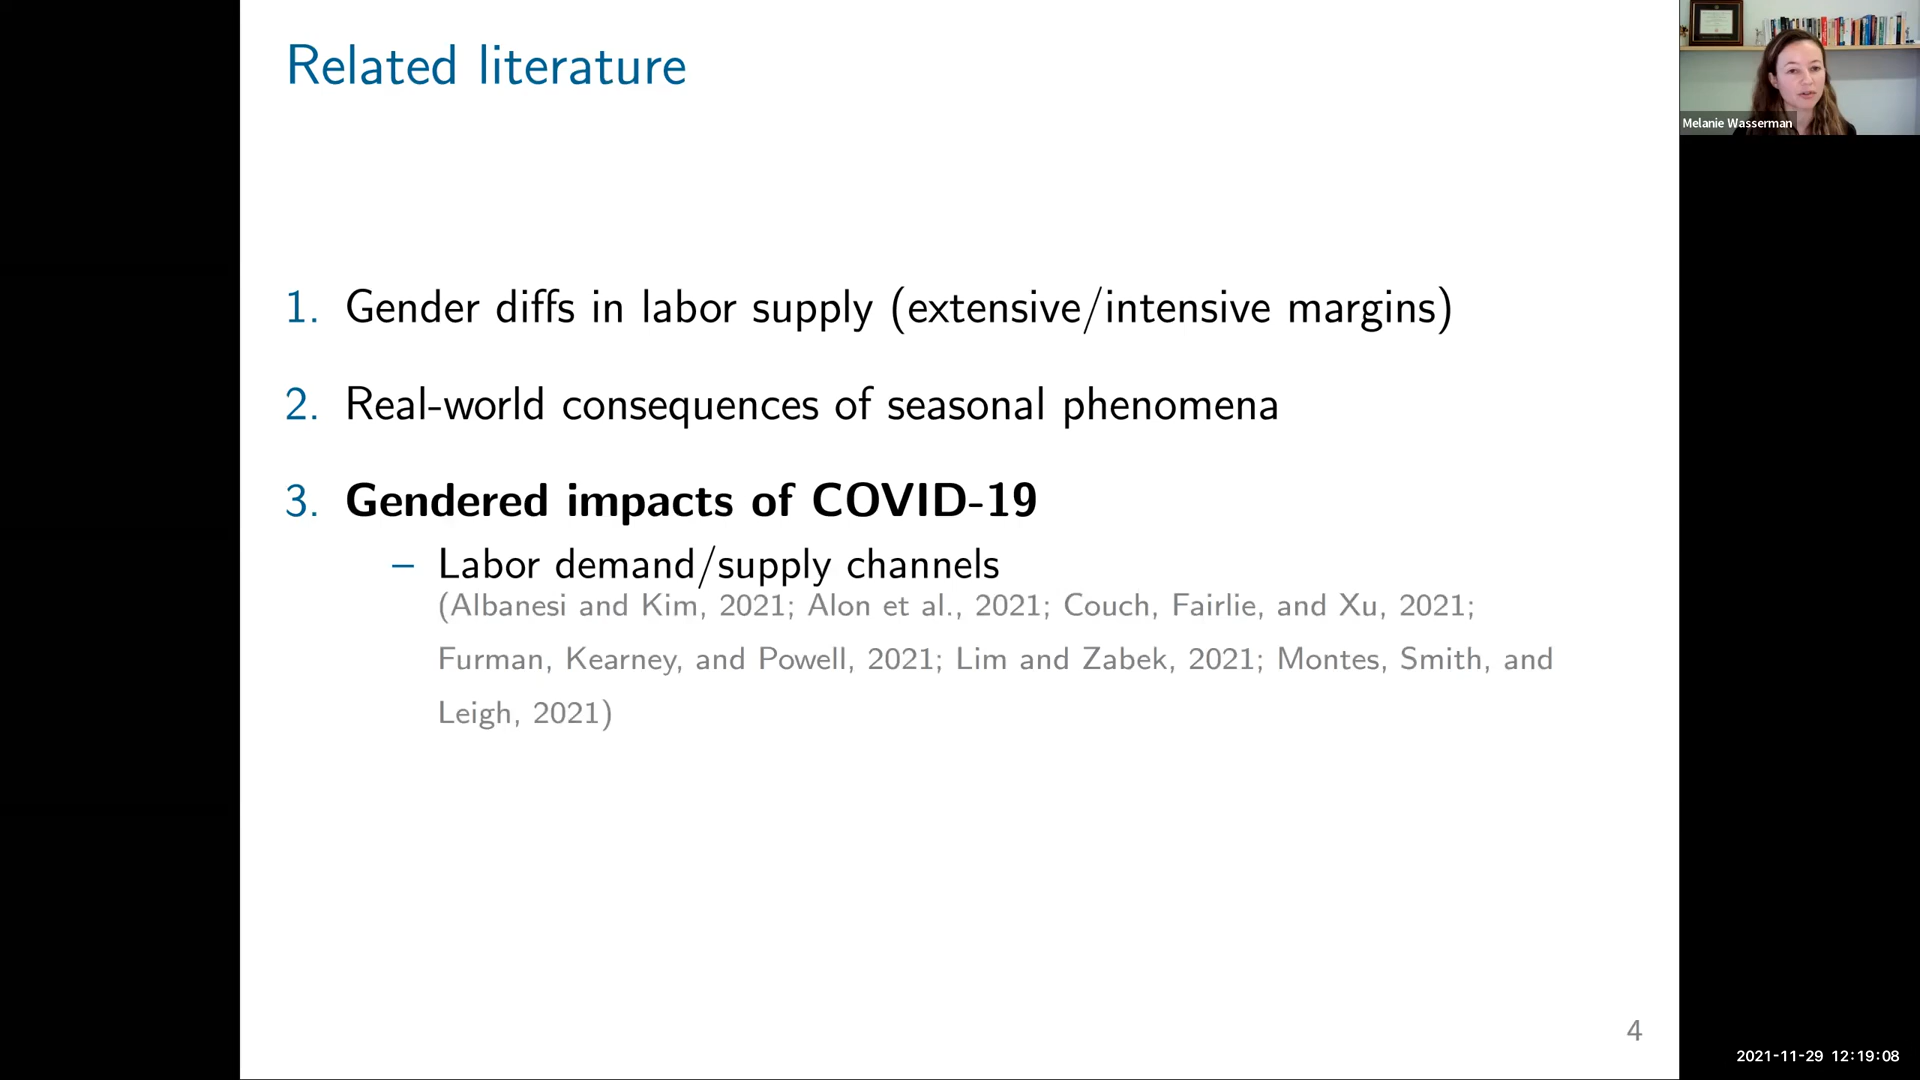 Related literature
Melanie Wasserman
1. Gender diffs in labor supply (extensive/intensive margins)
2. Real-world consequences of seasonal phenomena
3. Gendered impacts of COVID-19
– Labor demand/supply channels
(Albanesi and Kim, 2021; Alon et al., 2021; Couch, Fairlie, and Xu, 2021;
Furman, Kearney, and Powell, 2021; Lim and Zabek, 2021; Montes, Smith, and
Leigh, 2021)
4
2021-11-29 12:19:08